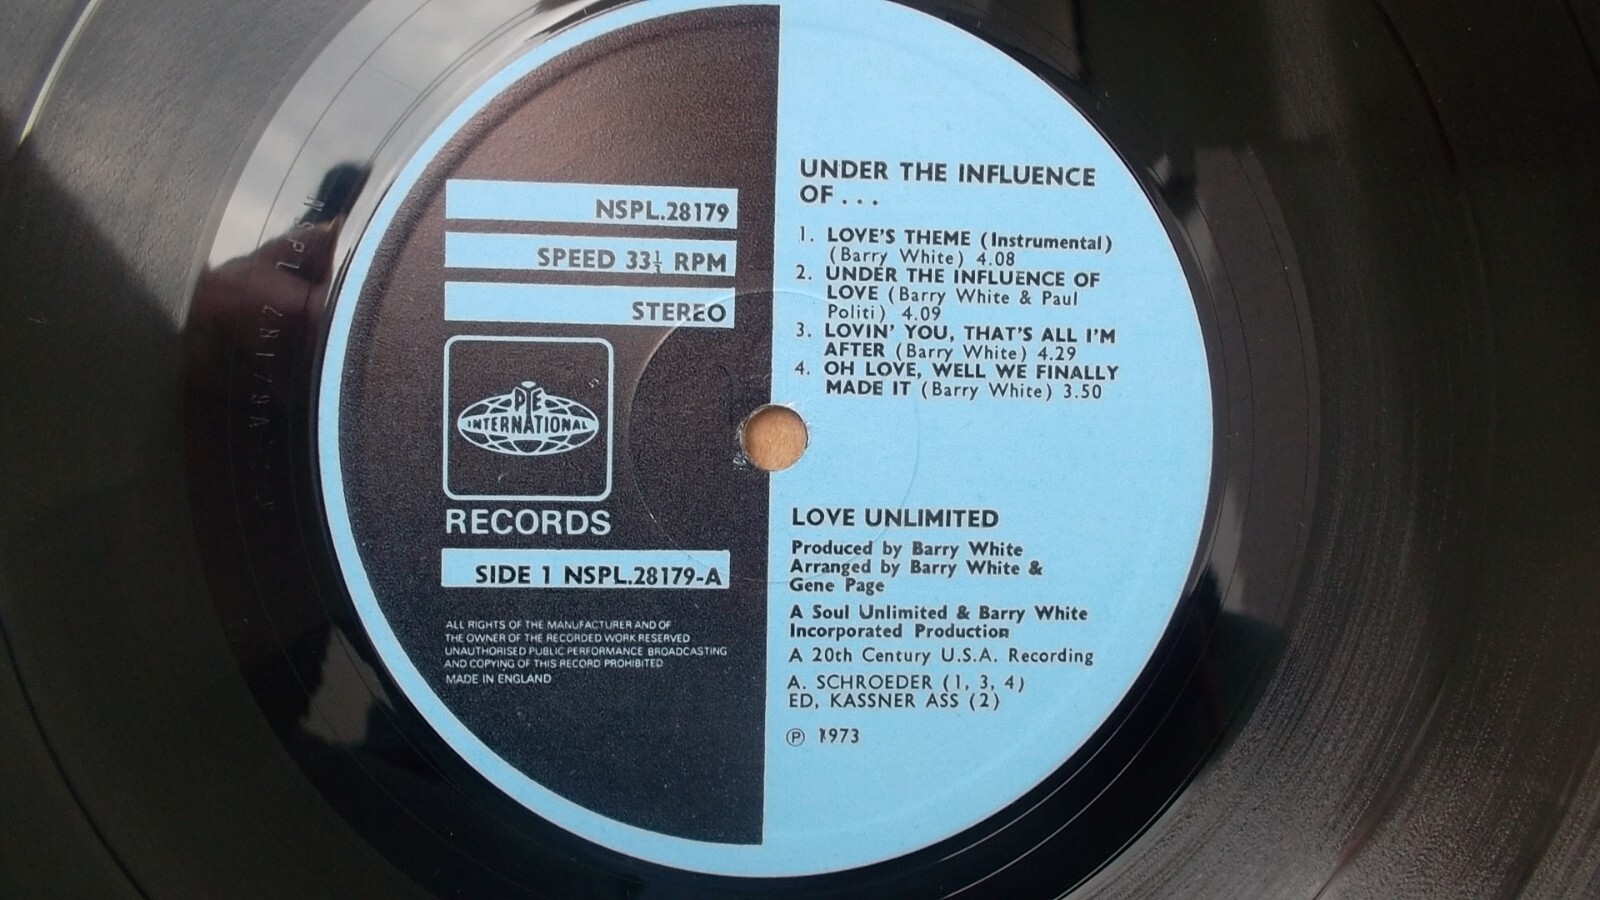 NSPL.28179
SPEED 33⅓ RPM
STEREO
PYE
INTERNATIONAL
RECORDS
SIDE 1 NSPL.28179-A
ALL RIGHTS OF THE MANUFACTURER AND OF
THE OWNER OF THE RECORDED WORK RESERVED
UNAUTHORISED PUBLIC PERFORMANCE BROADCASTING
AND COPYING OF THIS RECORD PROHIBITED
MADE IN ENGLAND
UNDER THE INFLUENCE
OF...
1. LOVE'S THEME (Instrumental)
(Barry White) 4.08
2. UNDER THE INFLUENCE OF
LOVE (Barry White & Paul
Politi) 4.09
3. LOVIN' YOU, THAT'S ALL I'M
AFTER (Barry White) 4.29
4. OH LOVE, WELL WE FINALLY
MADE IT (Barry White) 3.50
LOVE UNLIMITED
Produced by Barry White
Arranged by Barry White &
Gene Page
A Soul Unlimited & Barry White
Incorporated Production
A 20th Century U.S.A. Recording
A. SCHROEDER (1, 3, 4)
ED, KASSNER ASS (2)
Ⓟ 1973